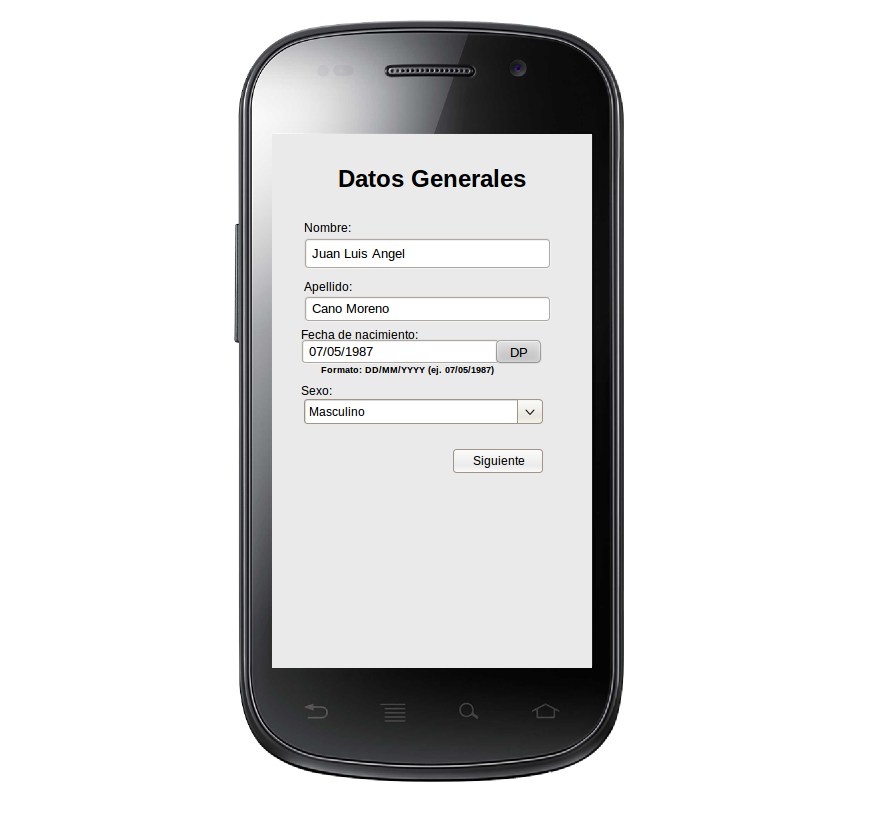 Datos Generales
Nombre:
Juan Luis Angel
Apellido:
Cano Moreno
Fecha de nacimiento:
07/05/1987 DP
Formato: DD/MM/YYYY (ej. 07/05/1987)
Sexo:
Masculino
Siguiente